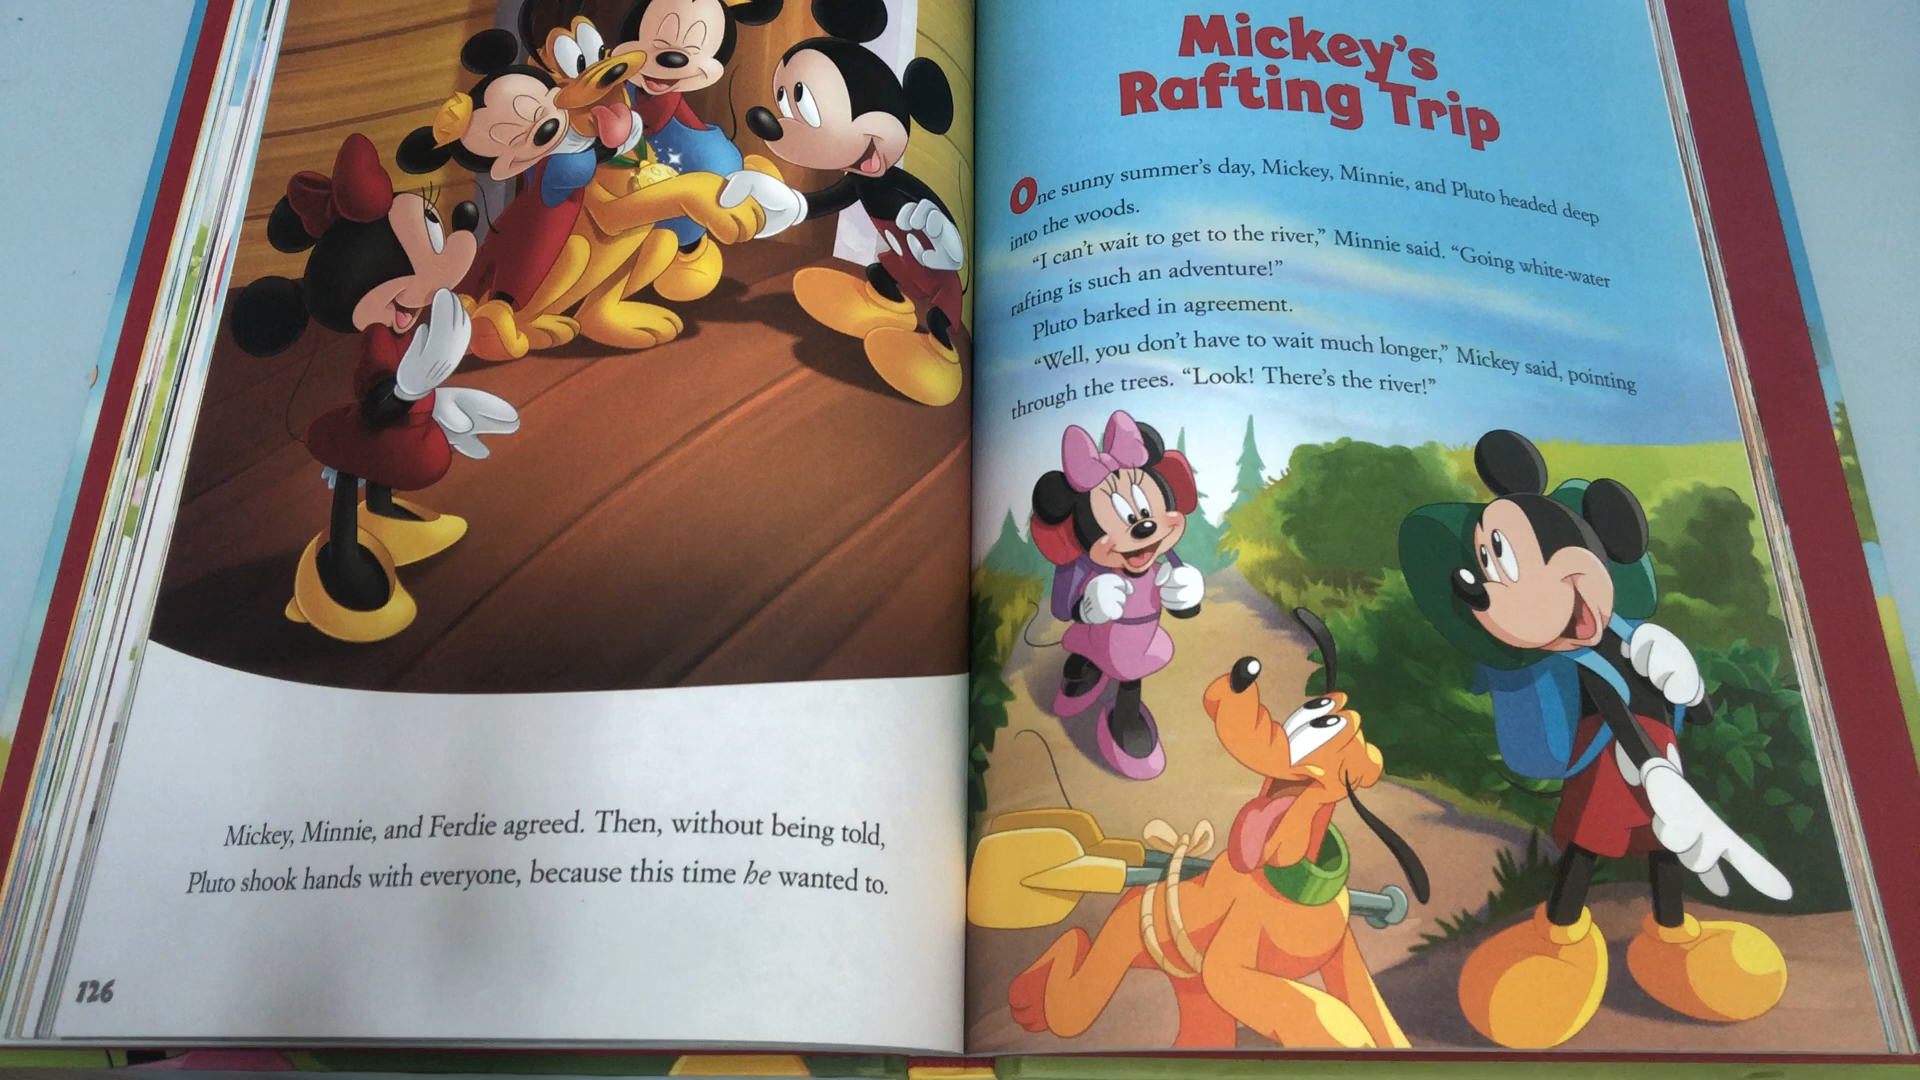 Mickey, Minnie, and Ferdie agreed. Then, without being told,
Pluto shook hands with everyone, because this time he wanted to.
126
Mickey's
Rafting Trip
One sunny summer's day, Mickey, Minnie, and Pluto headed deep
into the woods.
“I can't wait to get to the river,” Minnie said. “Going white-water
rafting is such an adventure!”
Pluto barked in agreement.
“Well, you don't have to wait much longer,” Mickey said, pointing
through the trees. “Look! There's the river!”